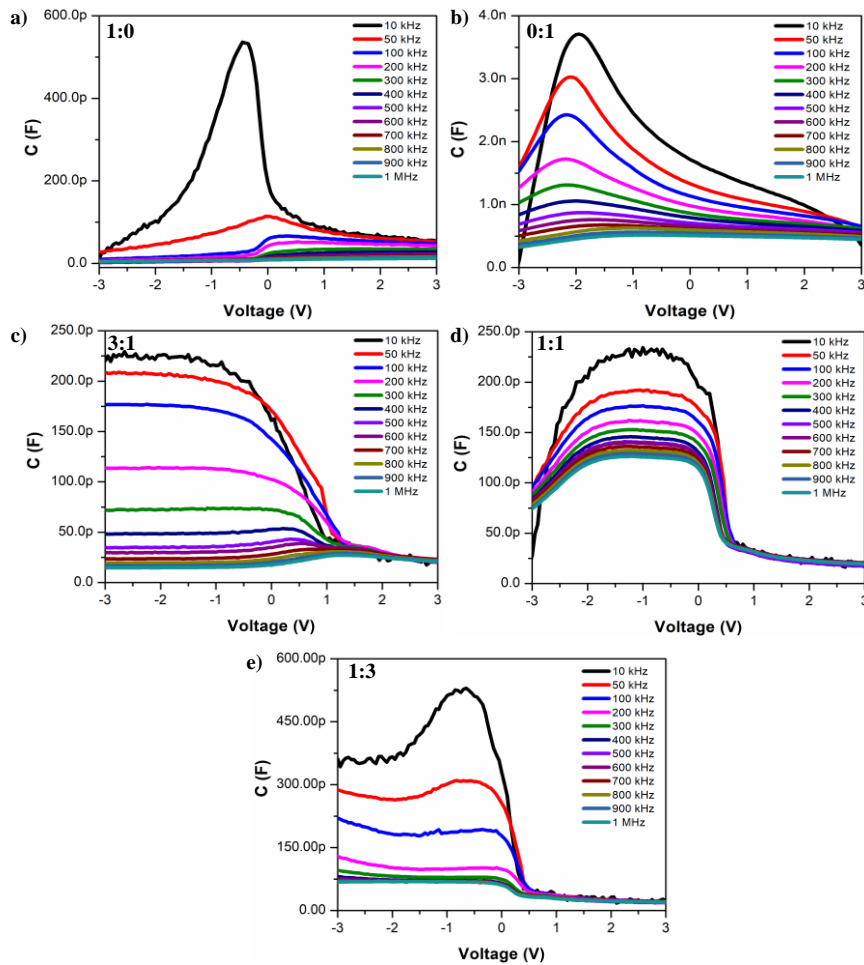 a)
1:0
600.0p
400.0p
200.0p
0.0
C (F)
-3 -2 -1 0 1 2 3
Voltage (V)
10 kHz
50 kHz
100 kHz
200 kHz
300 kHz
400 kHz
500 kHz
600 kHz
700 kHz
800 kHz
900 kHz
1 MHz
b)
0:1
4.0n
3.0n
2.0n
1.0n
0.0
C (F)
-3 -2 -1 0 1 2 3
Voltage (V)
10 kHz
50 kHz
100 kHz
200 kHz
300 kHz
400 kHz
500 kHz
600 kHz
700 kHz
800 kHz
900 kHz
1 MHz
c)
3:1
250.0p
200.0p
150.0p
100.0p
50.0p
0.0
C (F)
-3 -2 -1 0 1 2 3
Voltage (V)
10 kHz
50 kHz
100 kHz
200 kHz
300 kHz
400 kHz
500 kHz
600 kHz
700 kHz
800 kHz
900 kHz
1 MHz
d)
1:1
250.0p
200.0p
150.0p
100.0p
50.0p
0.0
C (F)
-3 -2 -1 0 1 2 3
Voltage (V)
10 kHz
50 kHz
100 kHz
200 kHz
300 kHz
400 kHz
500 kHz
600 kHz
700 kHz
800 kHz
900 kHz
1 MHz
e)
1:3
600.00p
450.00p
300.00p
150.00p
0.00
C (F)
-3 -2 -1 0 1 2 3
Voltage (V)
10 kHz
50 kHz
100 kHz
200 kHz
300 kHz
400 kHz
500 kHz
600 kHz
700 kHz
800 kHz
900 kHz
1 MHz